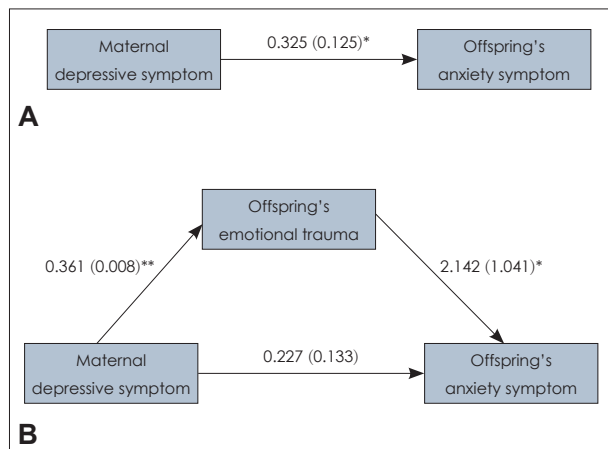 Maternal
depressive symptom
0.325 (0.125)*
Offspring's
anxiety symptom
A
Offspring's
emotional trauma
0.361 (0.008)**
2.142 (1.041)*
Maternal
depressive symptom
0.227 (0.133)
Offspring's
anxiety symptom
B